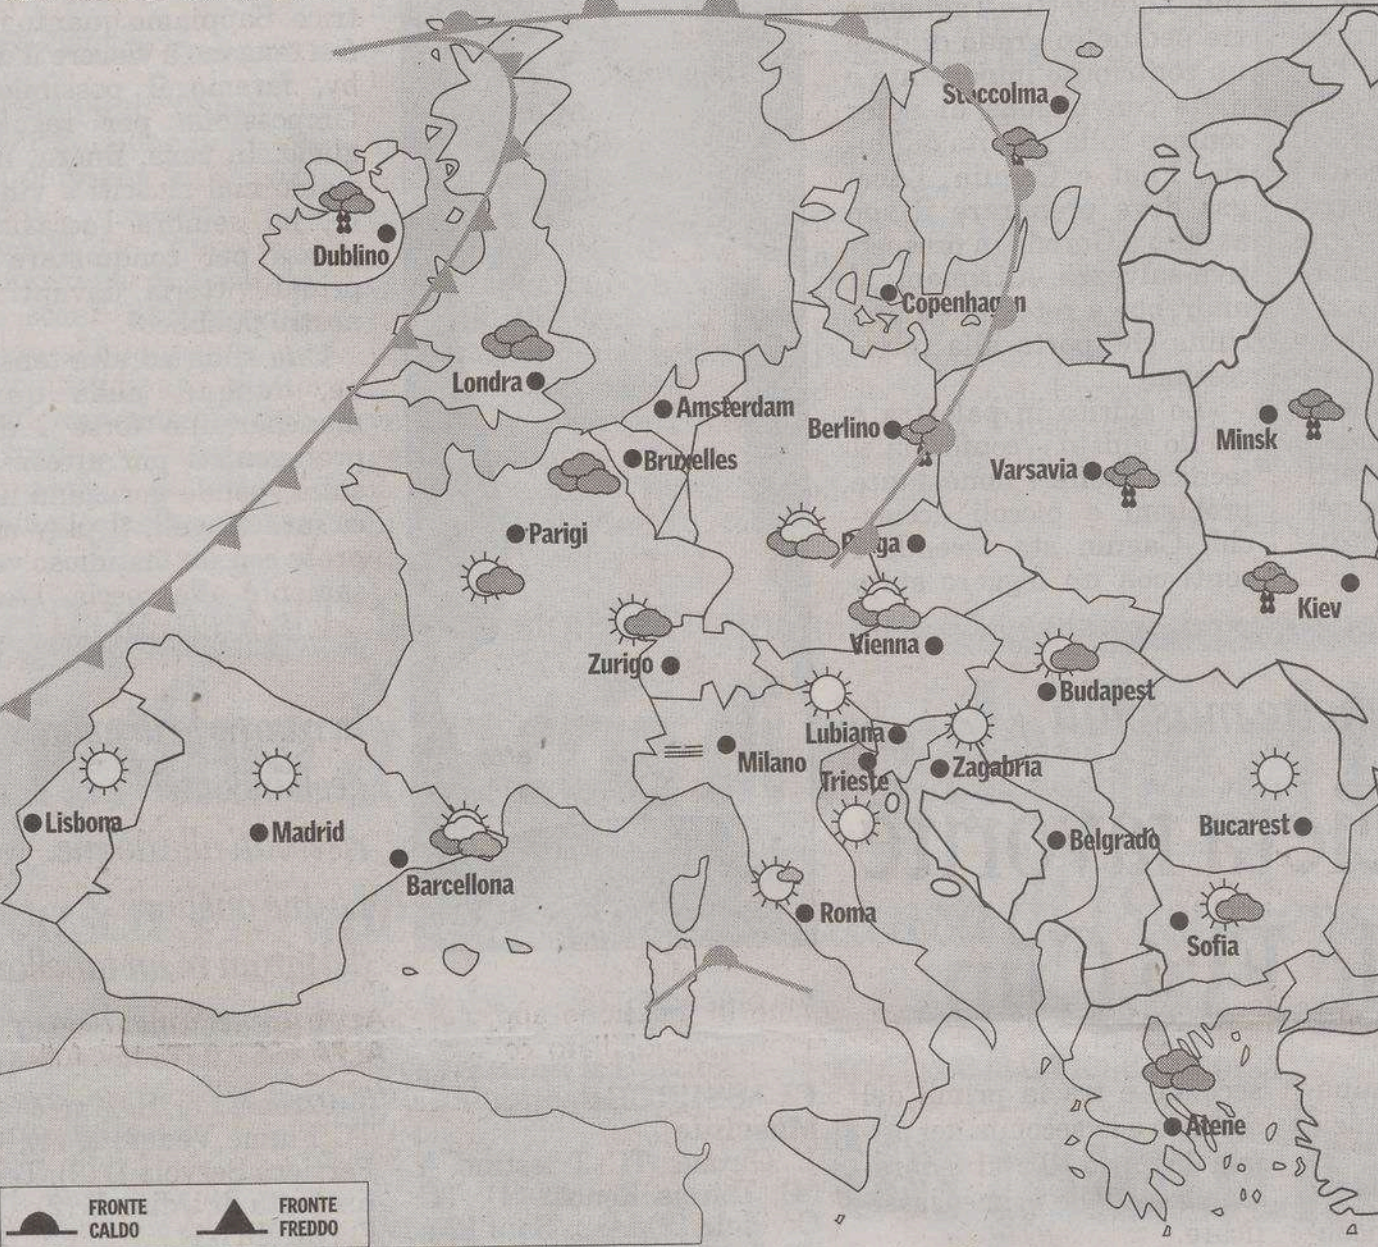 Stoccolma
Dublino
Copenhagen
Londra
Amsterdam
Berlino
Minsk
Bruxelles
Varsavia
Parigi
Praga
Kiev
Vienna
Zurigo
Budapest
Lubiana
Milano
Zagabria
Trieste
Lisbona
Madrid
Belgrado
Bucarest
Barcellona
Roma
Sofia
Atene
FRONTE
CALDO
FRONTE
FREDDO